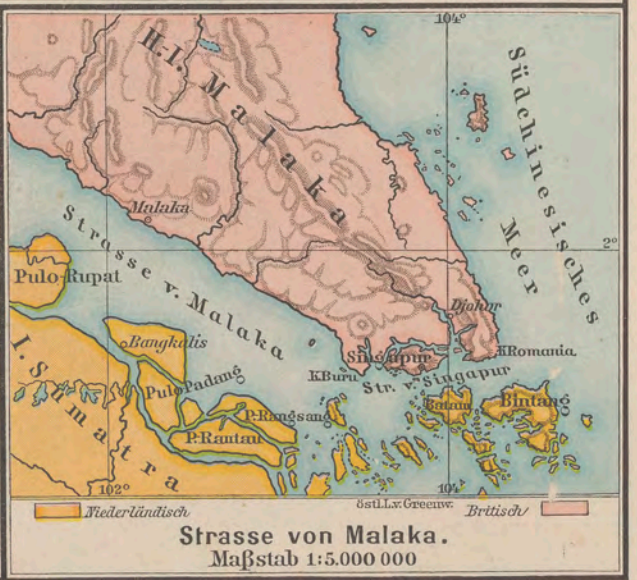 104°
H.-I. Malaka
Südchinesisches Meer
Malaka
2°
Strasse v. Malaka
Pulo-Rupat
Djohor
Bangkalis
I. Sumatra
Singapur
K.Romania
K.Buru
Str. v. Singapur
Pulo Padang
P.Rangsang
Batam
Bintang
P.Rantau
102°
104°
Niederländisch
östl.L.v.Greenw.
Britisch
Strasse von Malaka.
Maßstab 1:5.000 000